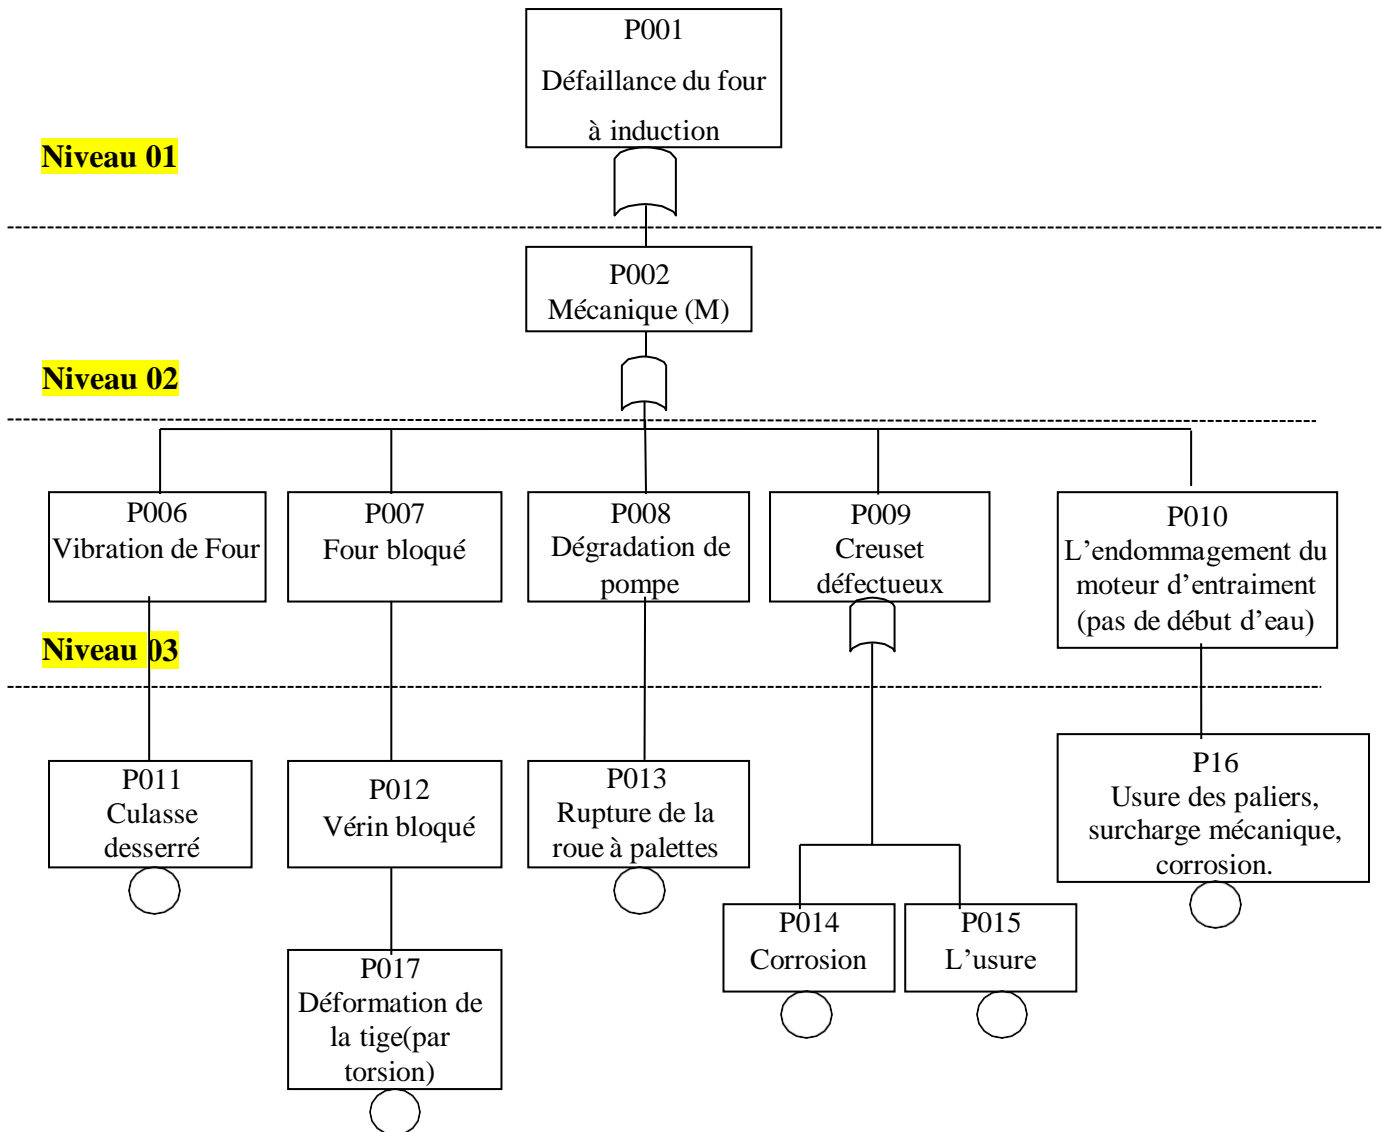 P001
Défaillance du four
à induction
Niveau 01
P002
Mécanique (M)
Niveau 02
P006
Vibration de Four
P007
Four bloqué
P008
Dégradation de
pompe
P009
Creuset
défectueux
P010
L’endommagement du
moteur d’entraiment
(pas de début d’eau)
Niveau 03
P011
Culasse
desserré
P012
Vérin bloqué
P013
Rupture de la
roue à palettes
P16
Usure des paliers,
surcharge mécanique,
corrosion.
P014
Corrosion
P015
L’usure
P017
Déformation de
la tige(par
torsion)